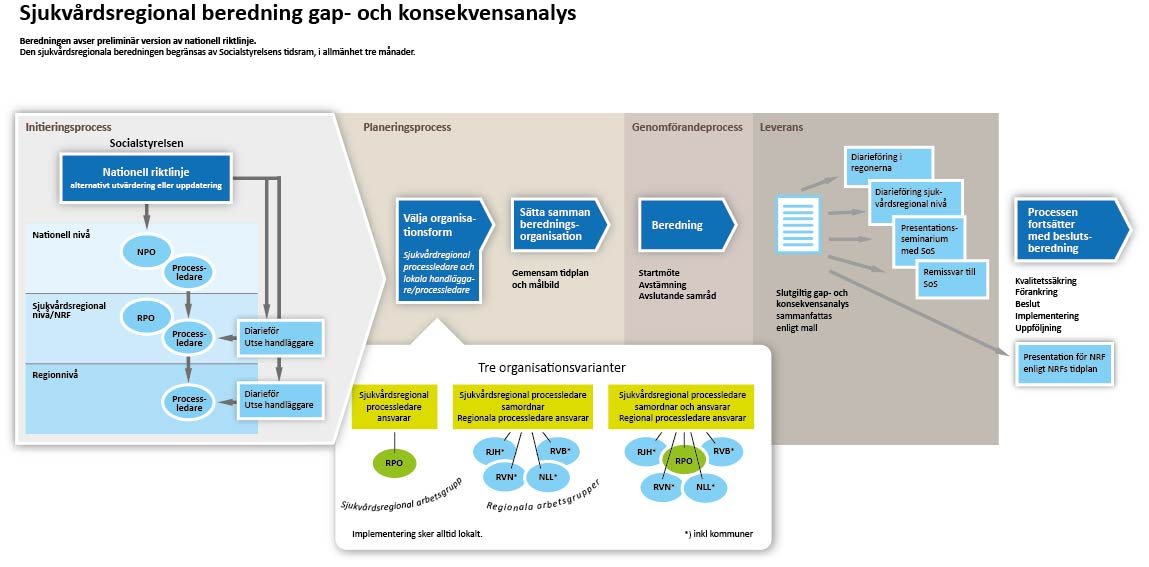 Sjukvårdsregional beredning gap- och konsekvensanalys
Beredningen avser preliminär version av nationell riktlinje.
Den sjukvårdsregionala beredningen begränsas av Socialstyrelsens tidsram, i allmänhet tre månader.
Initieringsprocess
Socialstyrelsen
Nationell riktlinje
alternativt utvärdering eller uppdatering
Nationell nivå
NPO
Process-
ledare
Sjukvårdsregional
nivå/NRF
RPO
Process-
ledare
Diarieför
Utse handläggare
Regionnivå
Process-
ledare
Diarieför
Utse handläggare
Planeringsprocess
Välja organisa-
tionsform
Sjukvårdregional
processledare och
lokala handlägga-
re/processledare
Sätta samman
berednings-
organisation
Gemensam tidplan
och målbild
Genomförandeprocess
Beredning
Startmöte
Avstämning
Avslutande samråd
Leverans
Slutgiltig gap- och
konsekvensanalys
sammanfattas
enligt mall
Diarieföring i
regonerna
Diarieföring sjuk-
vårdsregional nivå
Presentations-
seminarium
med SoS
Remissvar till
SoS
Processen
fortsätter
med besluts-
beredning
Kvalitetssäkring
Förankring
Beslut
Implementering
Uppföljning
Presentation för NRF
enligt NRFs tidplan
Tre organisationsvarianter
Sjukvårdsregional
processledare
ansvarar
RPO
Sjukvårdsregional arbetsgrupp
Sjukvårdsregional processledare
samordnar
Regionala processledare ansvarar
RJH*
RVB*
RVN*
NLL*
Regionala arbetsgrupper
Sjukvårdsregional processledare
samordnar och ansvarar
Regional processledare ansvarar
RJH*
RPO
RVB*
RVN*
NLL*
Implementering sker alltid lokalt.
*) inkl kommuner